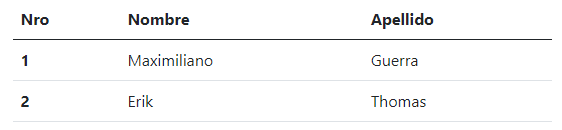 Nro Nombre Apellido
1 Maximiliano Guerra
2 Erik Thomas